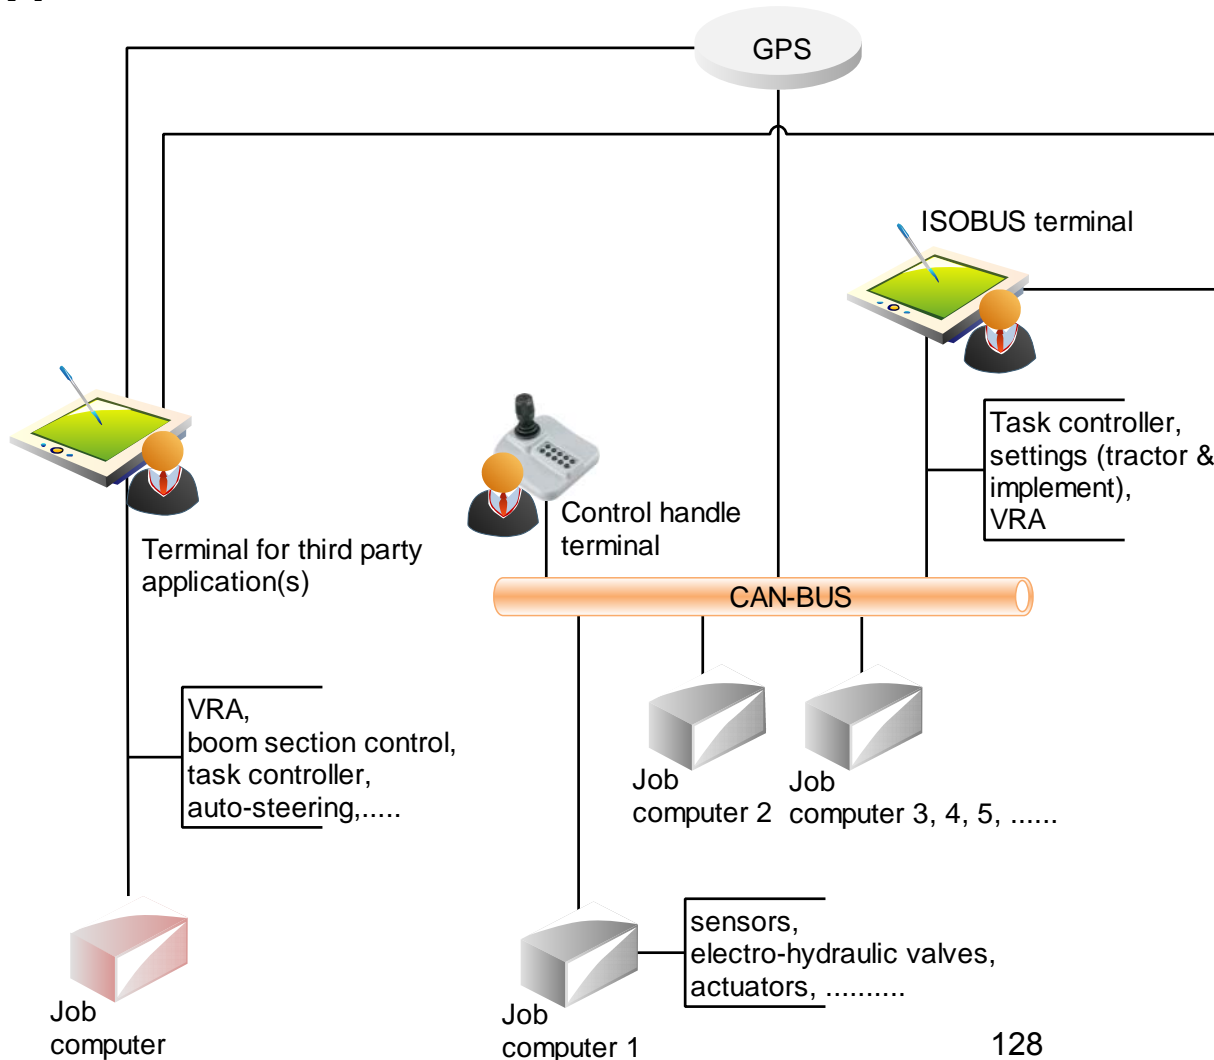 GPS
ISOBUS terminal
Task controller,
settings (tractor &
implement),
VRA
Control handle
terminal
Terminal for third party
application(s)
CAN-BUS
VRA,
boom section control,
task controller,
auto-steering,.....
Job
computer 2
Job
computer 3, 4, 5, ......
sensors,
electro-hydraulic valves,
actuators, ..........
Job
computer
Job
computer 1
128